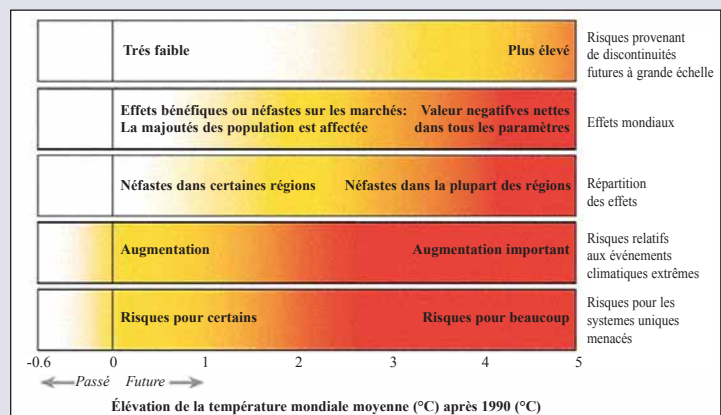 Trés faible
Plus élevé
Risques provenant
de discontinuités
futures à grande échelle
Effets bénéfiques ou néfastes sur les marchés:
La majoutés des population est affectée
Valeur negatifves nettes
dans tous les paramètres
Effets mondiaux
Néfastes dans certaines régions
Néfastes dans la plupart des régions
Répartition
des effets
Augmentation
Augmentation important
Risques relatifs
aux événements
climatiques extrêmes
Risques pour certains
Risques pour beaucoup
Risques pour les
systemes uniques
menacés
-0.6 0 1 2 3 4 5
Passé Future
Élévation de la température mondiale moyenne (°C) après 1990 (°C)